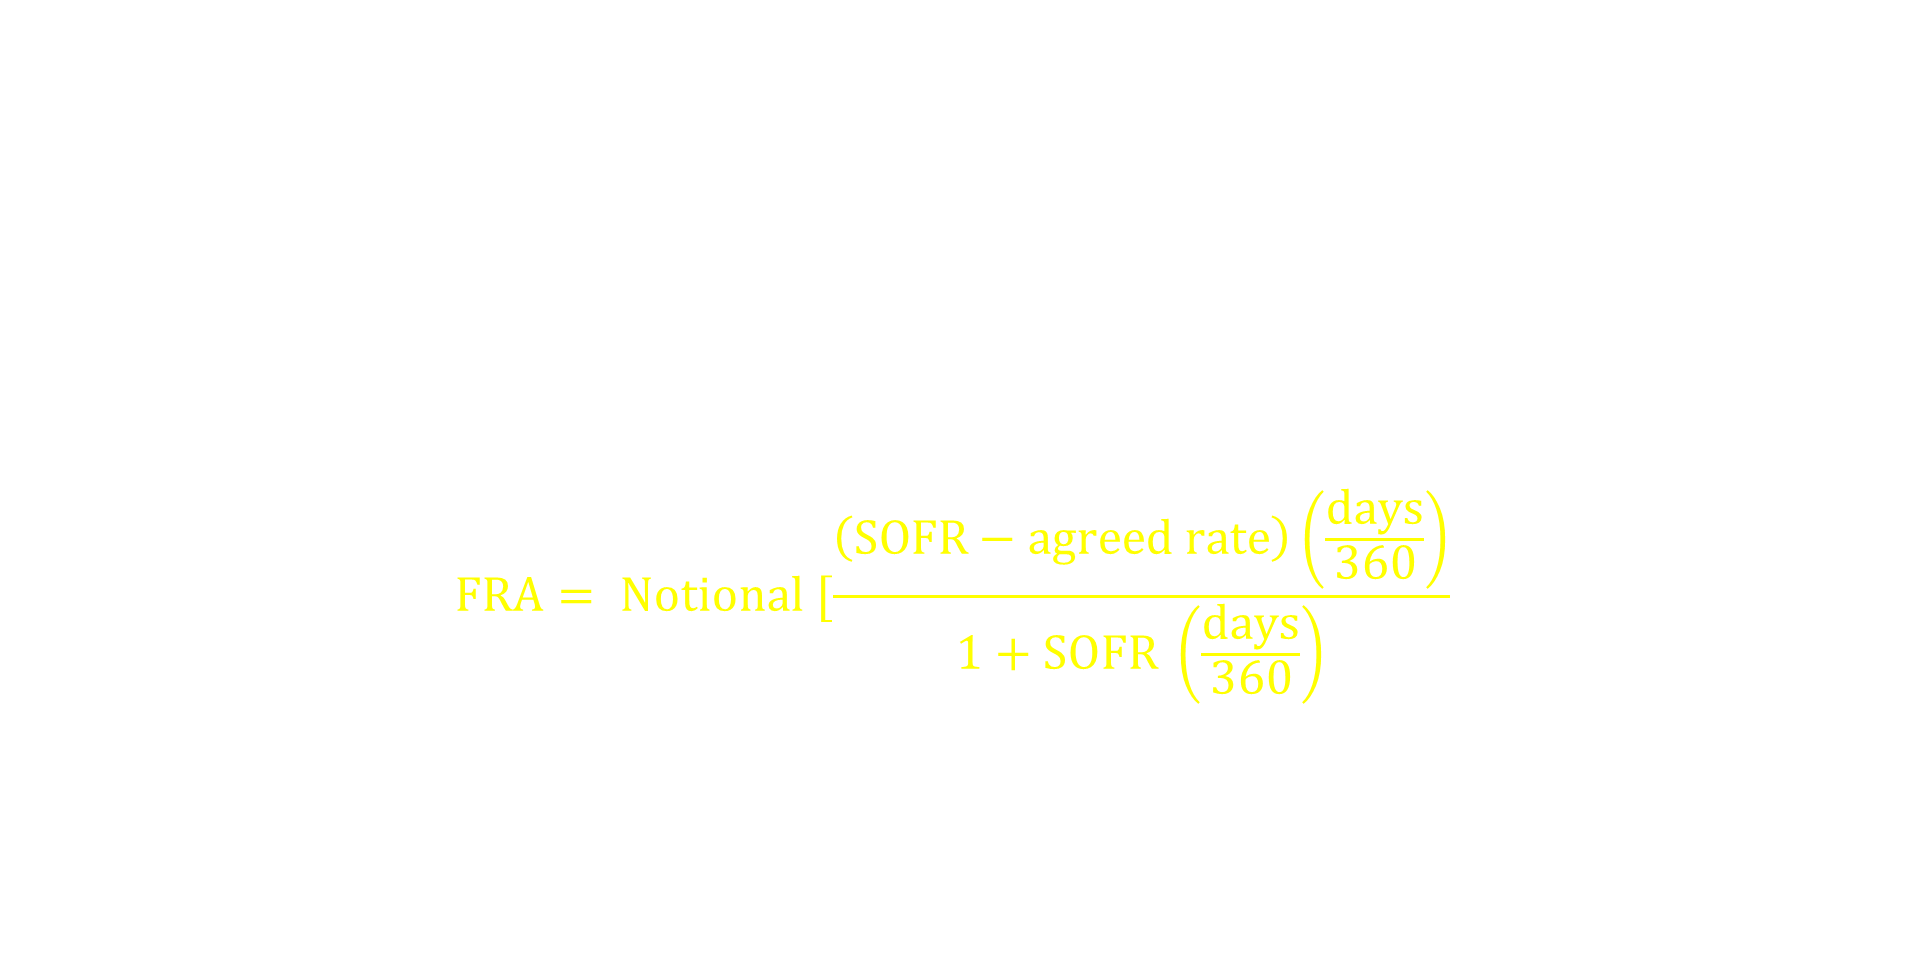 FRA = Notional [ (SOFR − agreed rate) (days/360) / 1 + SOFR (days/360)